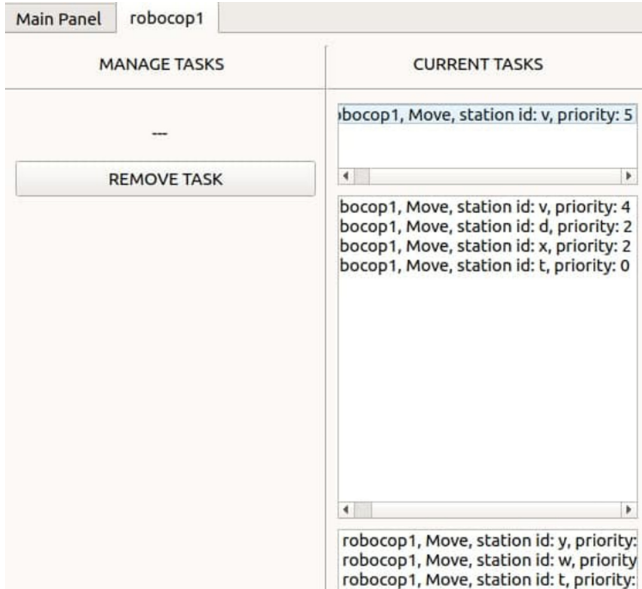 Main Panel robocop1
MANAGE TASKS
---
REMOVE TASK
CURRENT TASKS
bocop1, Move, station id: v, priority: 5
bocop1, Move, station id: v, priority: 4
bocop1, Move, station id: d, priority: 2
bocop1, Move, station id: x, priority: 2
bocop1, Move, station id: t, priority: 0
robocop1, Move, station id: y, priority:
robocop1, Move, station id: w, priority
robocop1, Move, station id: t, priority: